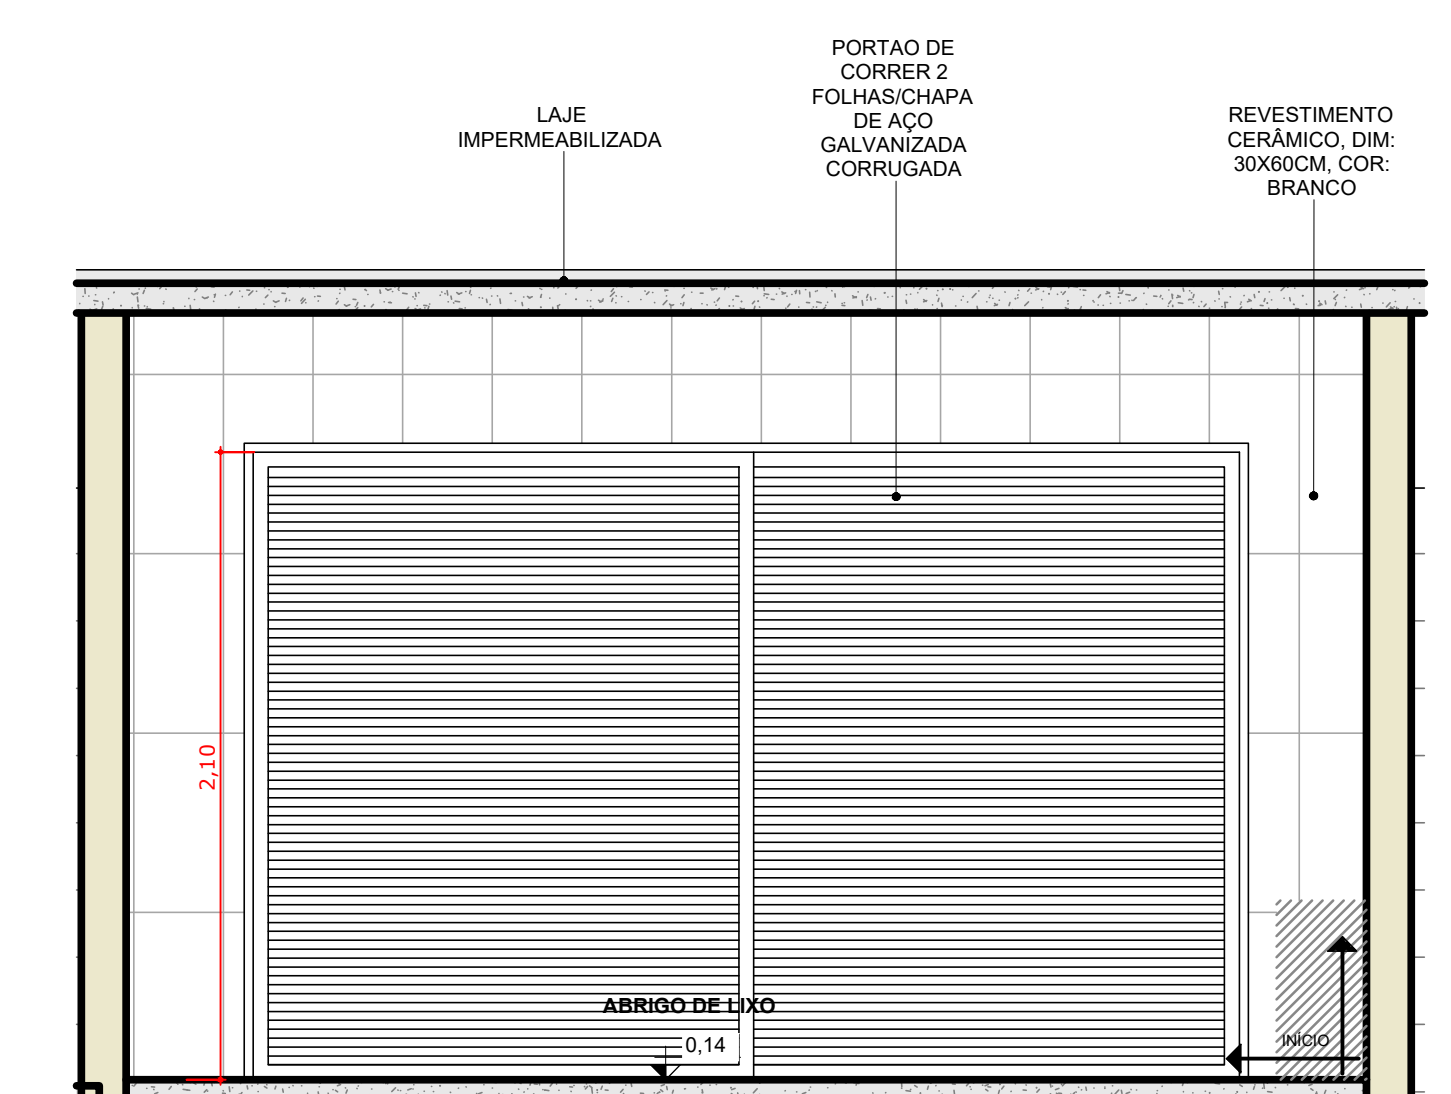 PORTAO DE
CORRER 2
FOLHAS/CHAPA
DE AÇO
GALVANIZADA
CORRUGADA
LAJE
IMPERMEABILIZADA
REVESTIMENTO
CERÂMICO, DIM:
30X60CM, COR:
BRANCO
2,10
ABRIGO DE LIXO
0,14
INÍCIO